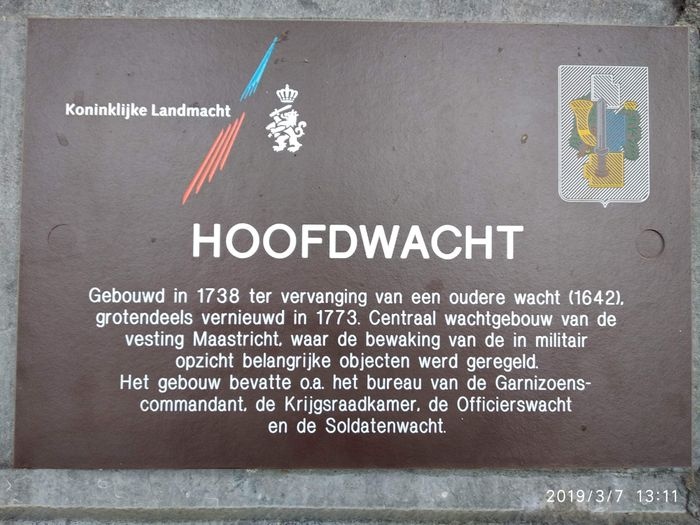 Koninklijke Landmacht
HOOFDWACHT
Gebouwd in 1738 ter vervanging van een oudere wacht (1642),
grotendeels vernieuwd in 1773. Centraal wachtgebouw van de
vesting Maastricht, waar de bewaking van de in militair
opzicht belangrijke objecten werd geregeld.
Het gebouw bevatte o.a. het bureau van de Garnizoens-
commandant, de Krijgsraadkamer, de Officierswacht
en de Soldatenwacht.
2019/3/7 13:11